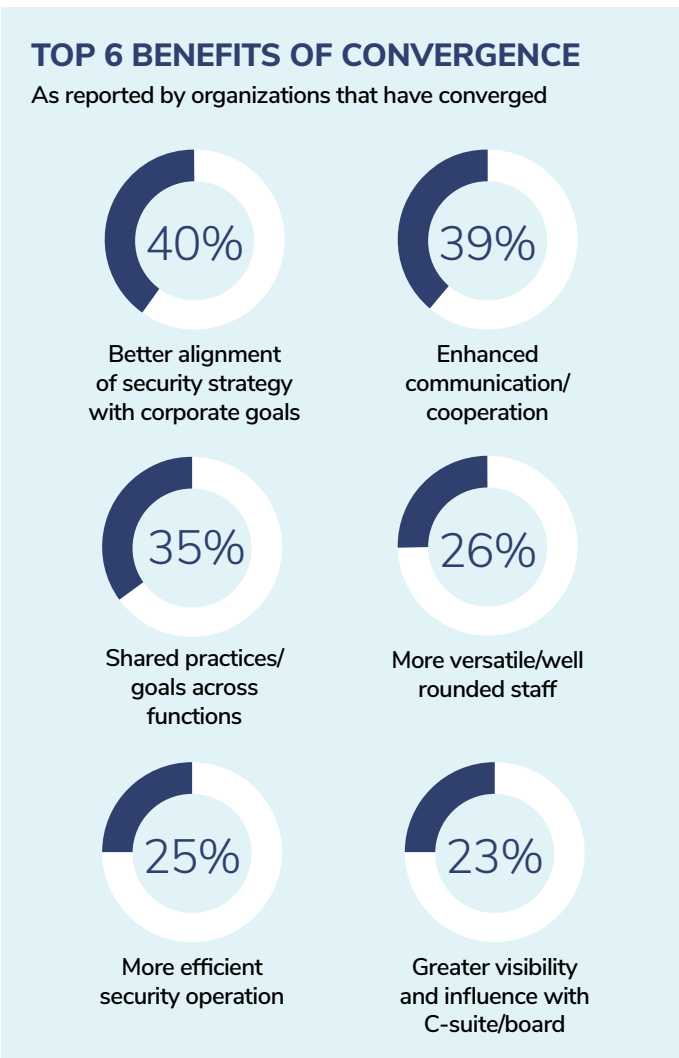 TOP 6 BENEFITS OF CONVERGENCE
As reported by organizations that have converged
40%
Better alignment
of security strategy
with corporate goals
39%
Enhanced
communication/
cooperation
35%
Shared practices/
goals across
functions
26%
More versatile/well
rounded staff
25%
More efficient
security operation
23%
Greater visibility
and influence with
C-suite/board